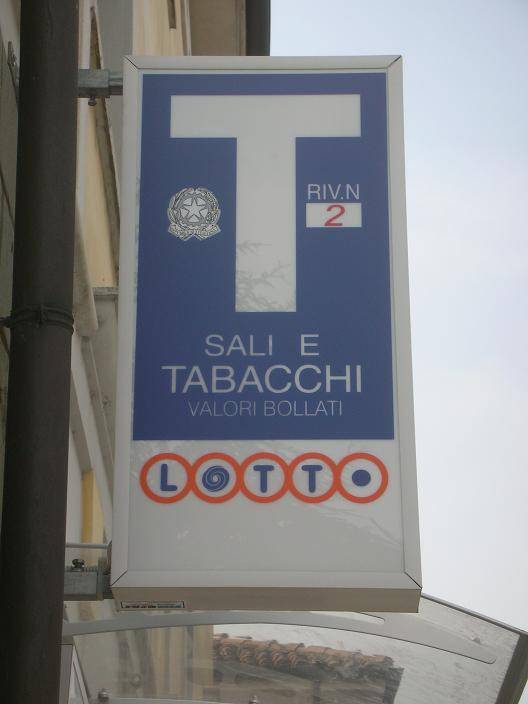 T
RIV.N
2
SALI E
TABACCHI
VALORI BOLLATI
LOTTO